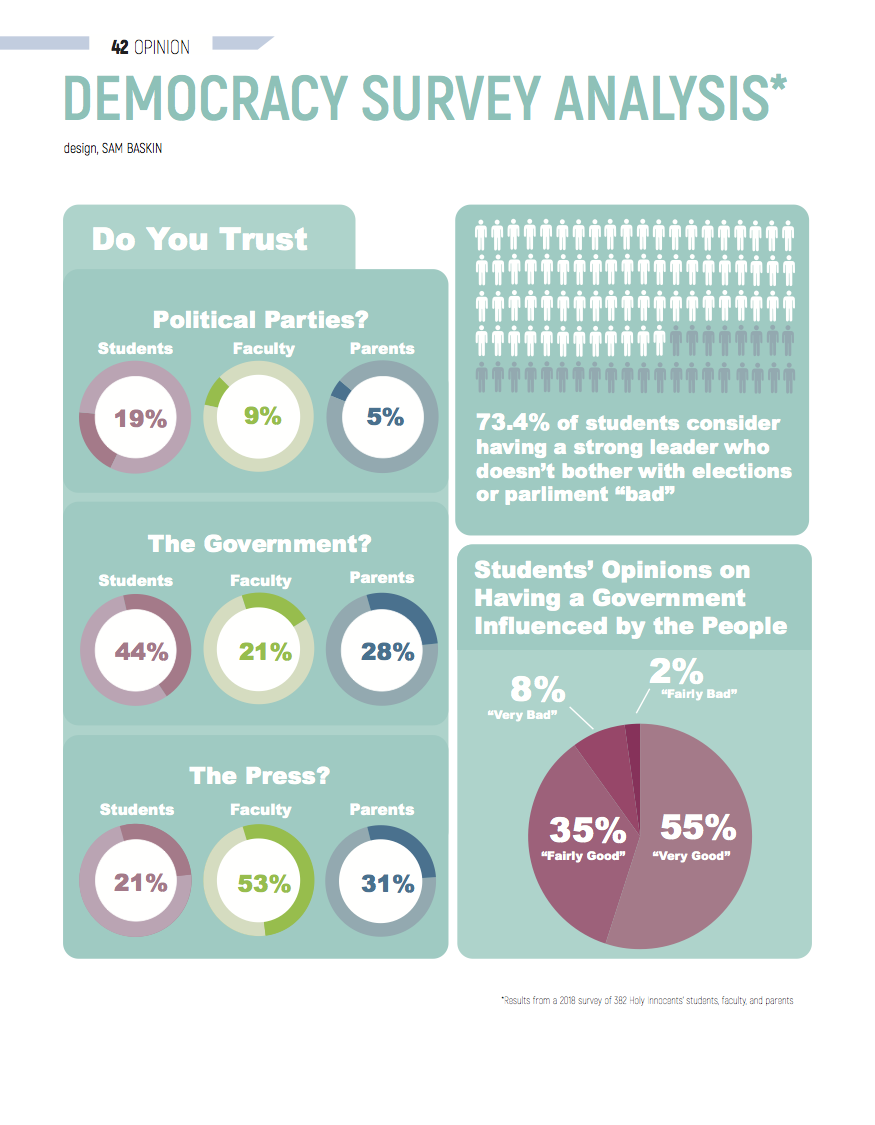 42 OPINION
DEMOCRACY SURVEY ANALYSIS*
design, SAM BASKIN
Do You Trust
Political Parties?
Students Faculty Parents
19% 9% 5%
The Government?
Students Faculty Parents
44% 21% 28%
The Press?
Students Faculty Parents
21% 53% 31%
73.4% of students consider
having a strong leader who
doesn’t bother with elections
or parliment “bad”
Students’ Opinions on
Having a Government
Influenced by the People
8%
“Very Bad”
2%
“Fairly Bad”
35%
“Fairly Good”
55%
“Very Good”
*Results from a 2018 survey of 382 Holy Innocents’ students, faculty, and parents